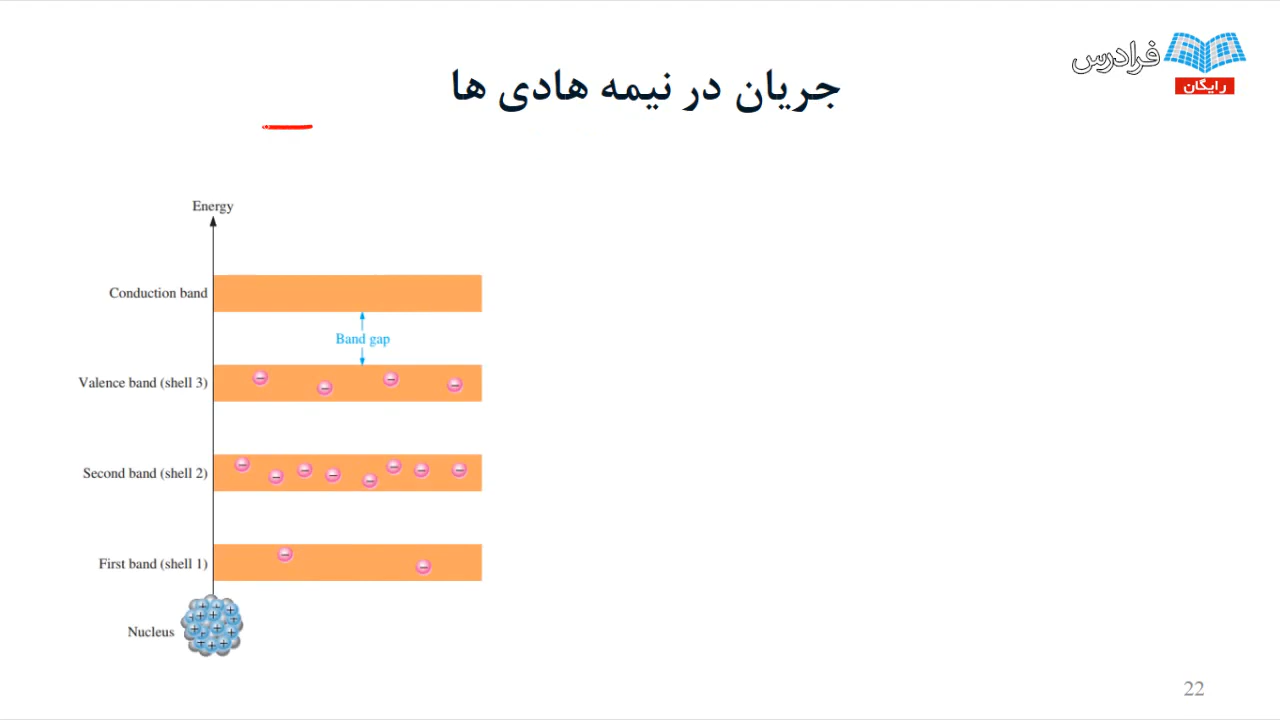 فرادرس
رایگان
جریان در نیمه هادی ها
Energy
Conduction band
Band gap
Valence band (shell 3)
Second band (shell 2)
First band (shell 1)
Nucleus
22